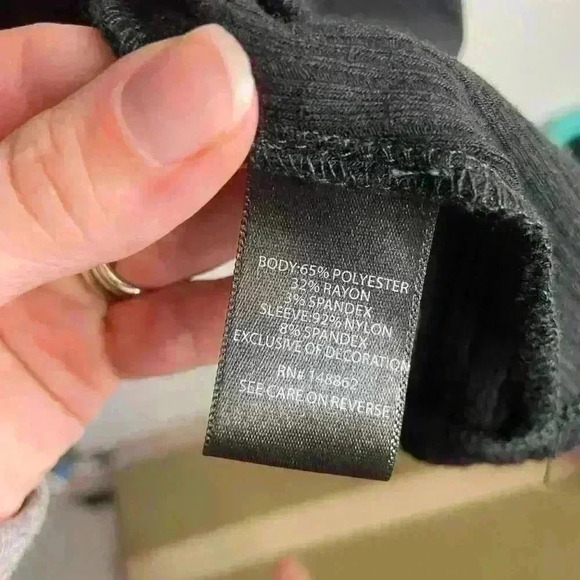 BODY:65% POLYESTER
32% RAYON
3% SPANDEX
SLEEVE:92% NYLON
8% SPANDEX
EXCLUSIVE OF DECORATION
RN# 148862
SEE CARE ON REVERSE